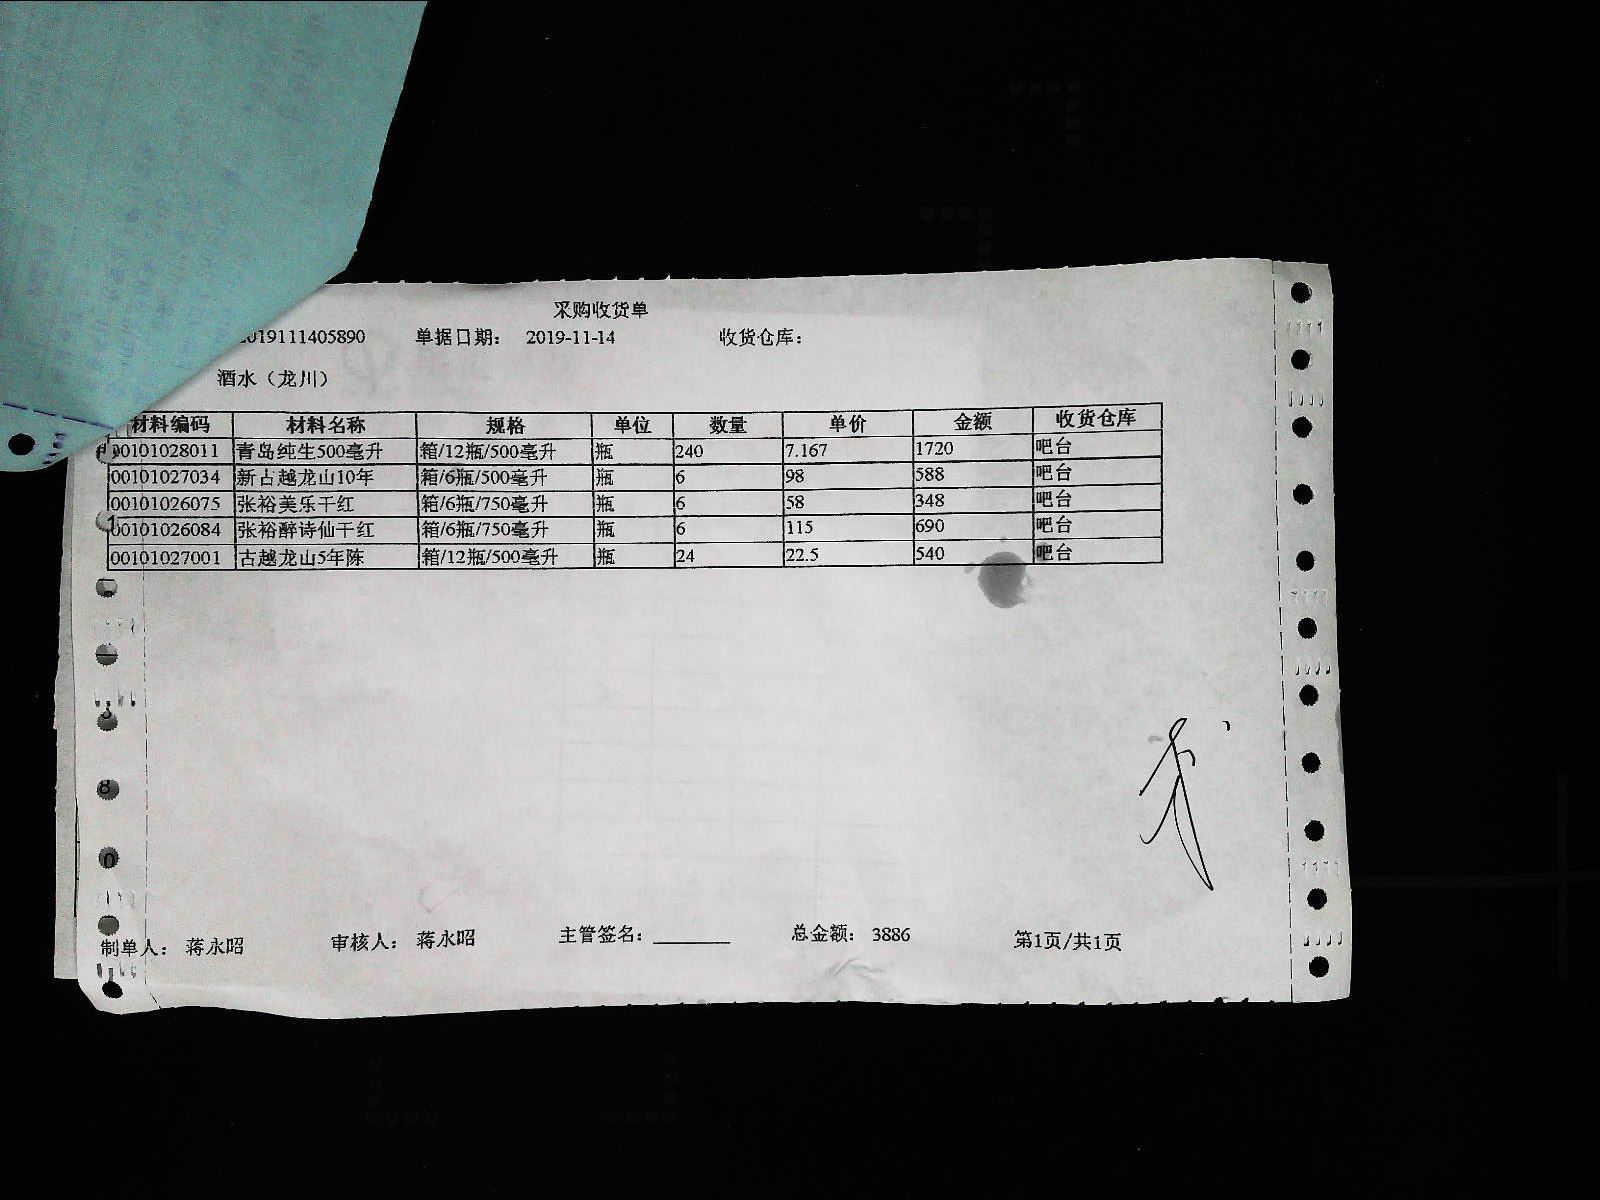 采购收货单
2019111405890 单据日期： 2019-11-14 收货仓库：
酒水（龙川）
材料编码 材料名称 规格 单位 数量 单价 金额 收货仓库
00101028011 青岛纯生500毫升 箱/12瓶/500毫升 瓶 240 7.167 1720 吧台
00101027034 新古越龙山10年 箱/6瓶/500毫升 瓶 6 98 588 吧台
00101026075 张裕美乐干红 箱/6瓶/750毫升 瓶 6 58 348 吧台
00101026084 张裕醉诗仙干红 箱/6瓶/750毫升 瓶 6 115 690 吧台
00101027001 古越龙山5年陈 箱/12瓶/500毫升 瓶 24 22.5 540 吧台
制单人： 蒋永昭 审核人： 蒋永昭 主管签名：________ 总金额： 3886 第1页/共1页